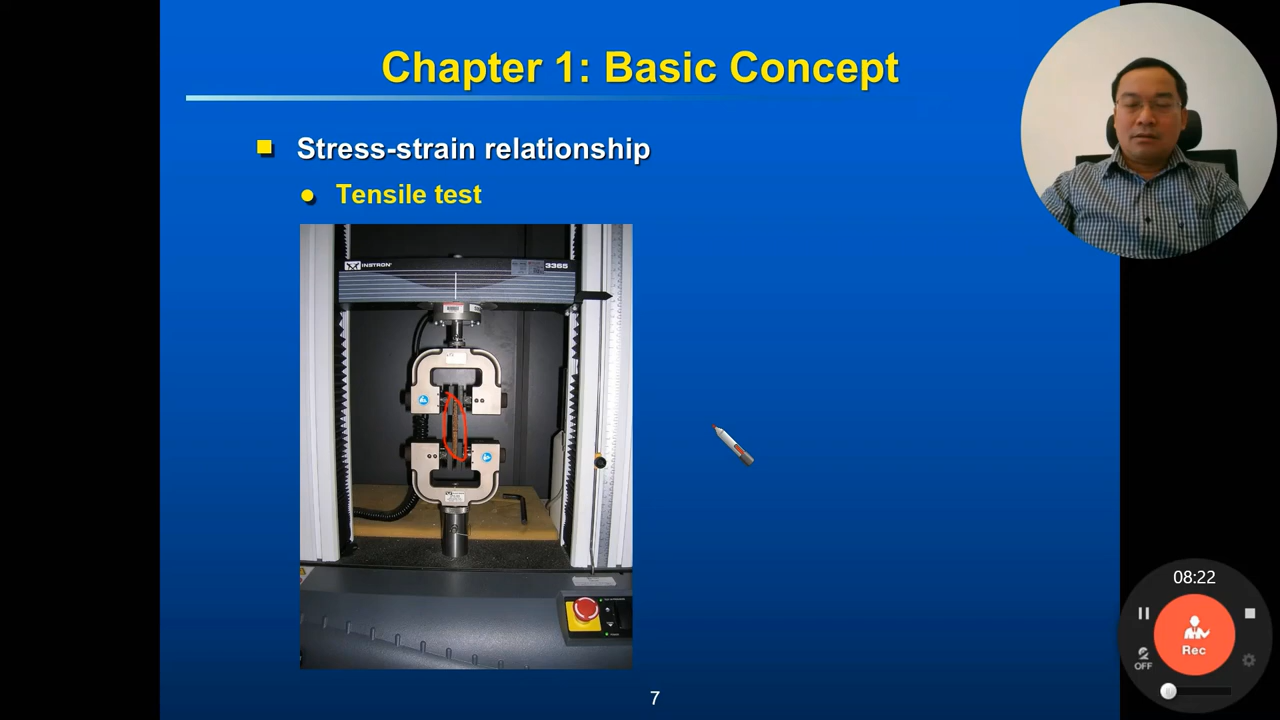 Chapter 1: Basic Concept
Stress-strain relationship
Tensile test
INSTRON
3365
08:22
Rec
OFF
7